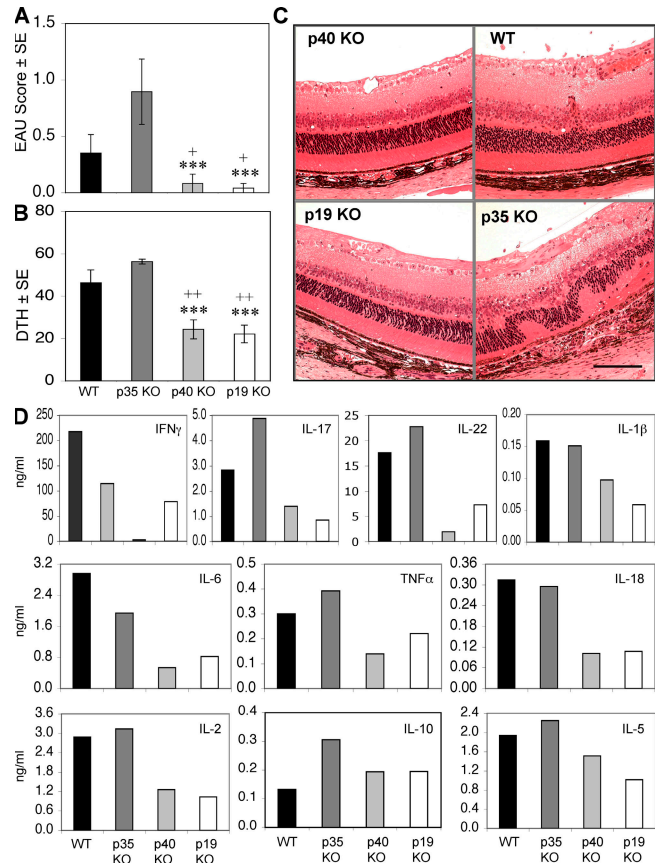 A
EAU Score ± SE
1.5
1.0
0.5
0.0
+
***
+
***
B
DTH ± SE
80
60
40
20
0
++
***
++
***
WT p35 KO p40 KO p19 KO
C
p40 KO
WT
p19 KO
p35 KO
D
ng/ml
250
200
150
100
50
0
IFNγ
5.0
4.0
3.0
2.0
1.0
0.0
IL-17
25
20
15
10
5
0
IL-22
0.20
0.15
0.10
0.05
0.00
IL-1β
ng/ml
3.2
2.4
1.6
0.8
0.0
IL-6
0.5
0.4
0.3
0.2
0.1
0.0
TNFα
0.36
0.30
0.24
0.18
0.12
0.06
0.00
IL-18
ng/ml
3.6
3.0
2.4
1.8
1.2
0.6
0.0
IL-2
0.4
0.3
0.2
0.1
0.0
IL-10
2.4
2.0
1.6
1.2
0.8
0.4
0.0
IL-5
WT p35 KO p40 KO p19 KO
WT p35 KO p40 KO p19 KO
WT p35 KO p40 KO p19 KO